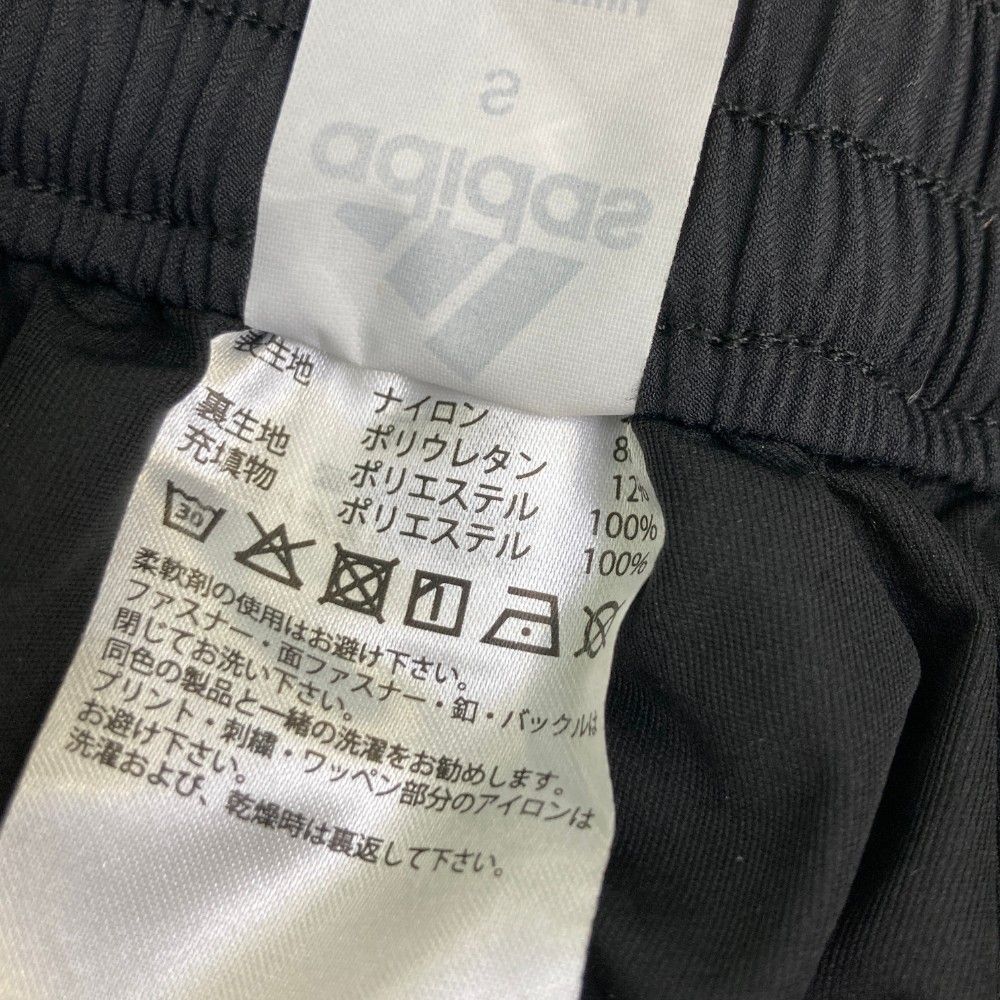 S
adidas
表生地 ナイロン 8
ポリウレタン 12%
裏生地 ポリエステル 100%
充填物 ポリエステル 100%
30
1
柔軟剤の使用はお避け下さい。
ファスナー・面ファスナー・釦・バックルは
閉じてお洗い下さい。
同色の製品と一緒の洗濯をお勧めします。
プリント・刺繍・ワッペン部分のアイロンは
お避け下さい。
洗濯および、乾燥時は裏返して下さい。